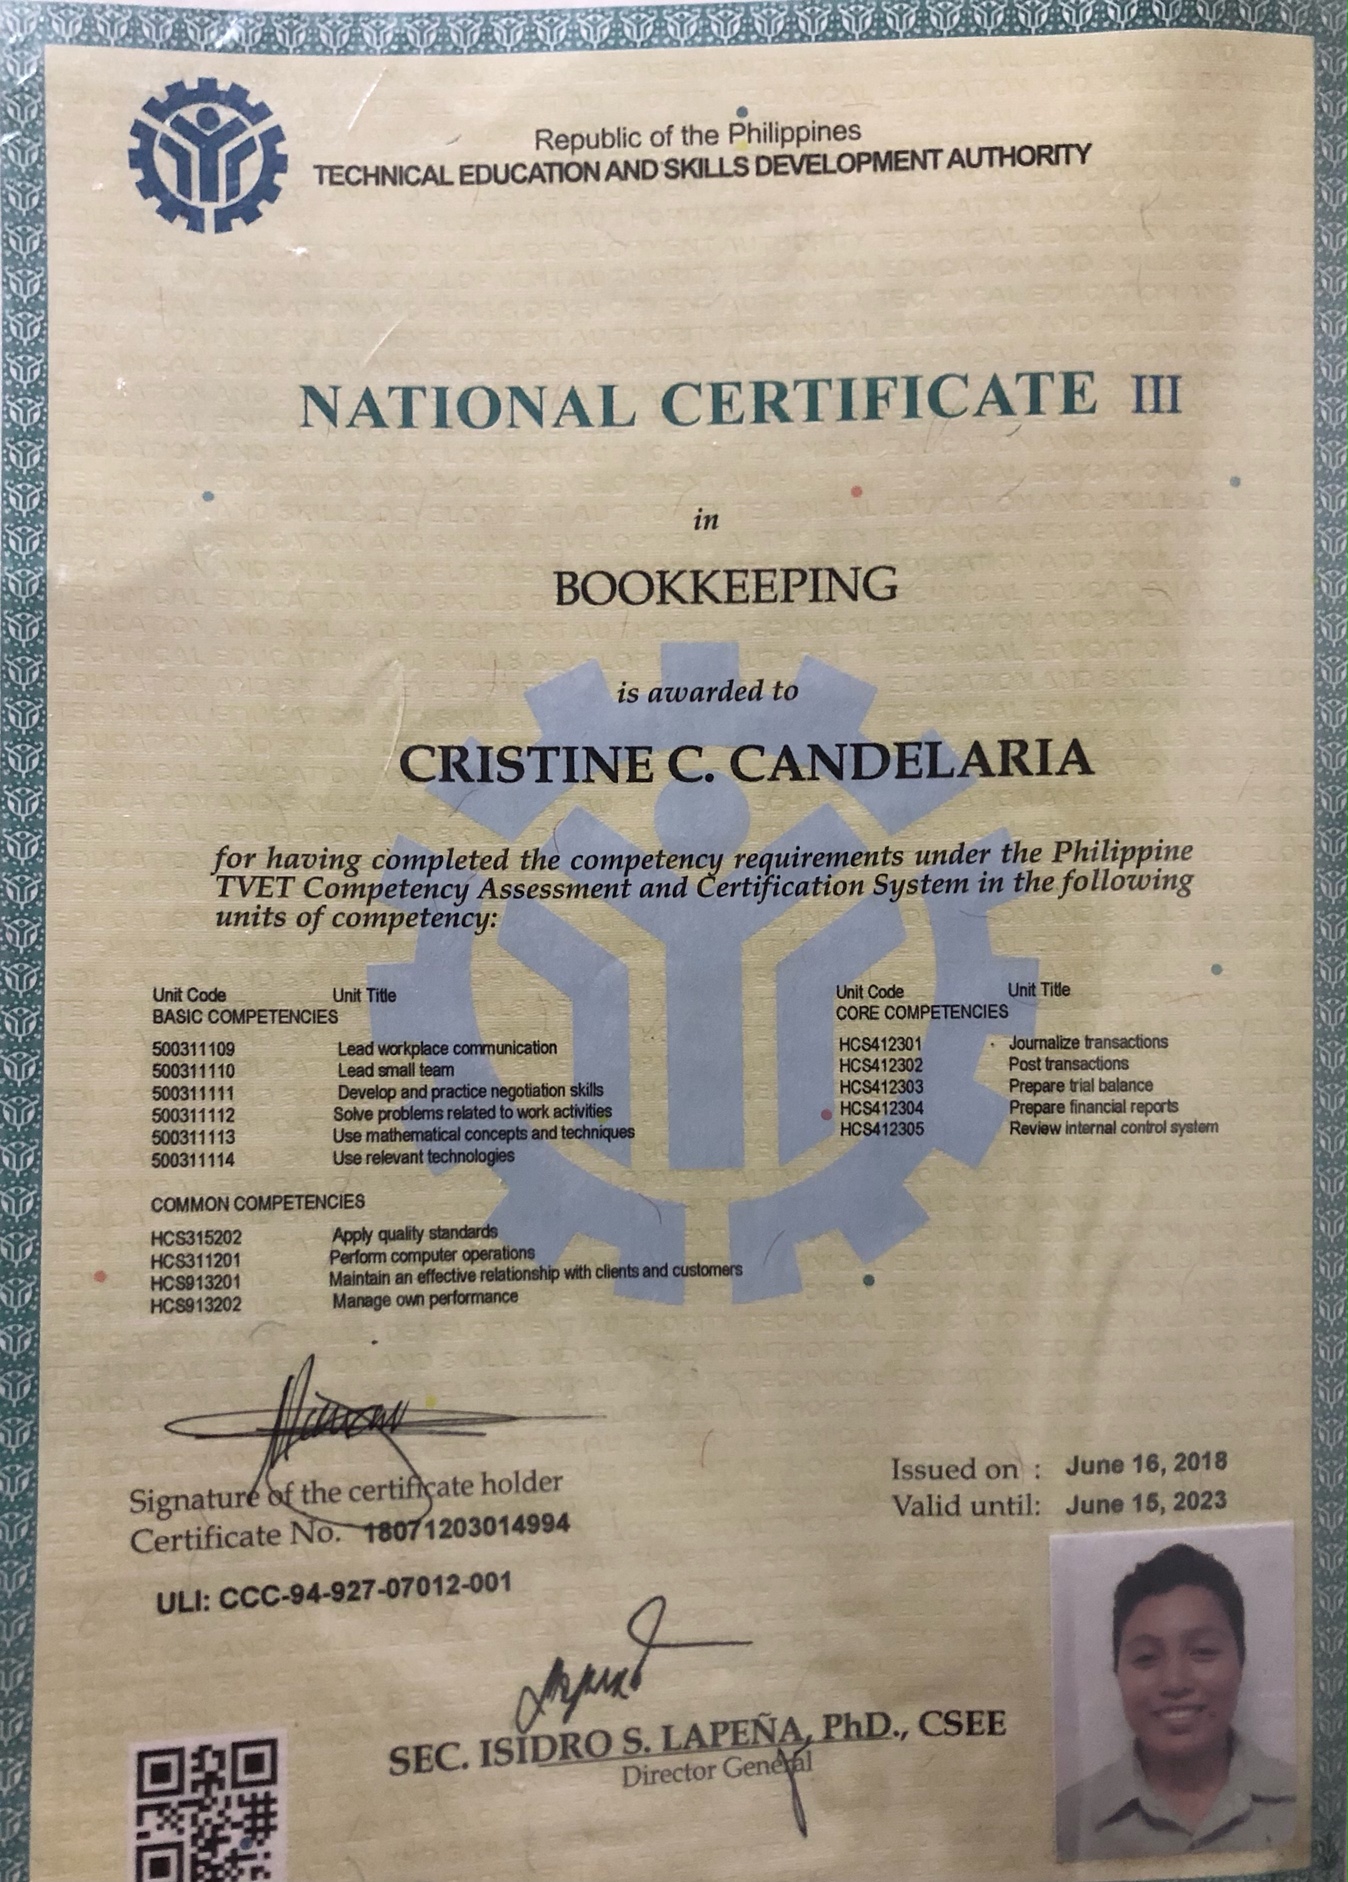 Republic of the Philippines
TECHNICAL EDUCATION AND SKILLS DEVELOPMENT AUTHORITY
NATIONAL CERTIFICATE III
in
BOOKKEEPING
is awarded to
CRISTINE C. CANDELARIA
for having completed the competency requirements under the Philippine
TVET Competency Assessment and Certification System in the following
units of competency:
Unit Code Unit Title
BASIC COMPETENCIES
500311109 Lead workplace communication
500311110 Lead small team
500311111 Develop and practice negotiation skills
500311112 Solve problems related to work activities
500311113 Use mathematical concepts and techniques
500311114 Use relevant technologies
COMMON COMPETENCIES
HCS315202 Apply quality standards
HCS311201 Perform computer operations
HCS913201 Maintain an effective relationship with clients and customers
HCS913202 Manage own performance
Unit Code Unit Title
CORE COMPETENCIES
HCS412301 Journalize transactions
HCS412302 Post transactions
HCS412303 Prepare trial balance
HCS412304 Prepare financial reports
HCS412305 Review internal control system
Signature of the certificate holder
Certificate No. 18071203014994
ULI: CCC-94-927-07012-001
Issued on : June 16, 2018
Valid until: June 15, 2023
SEC. ISIDRO S. LAPEÑA, PhD., CSEE
Director General